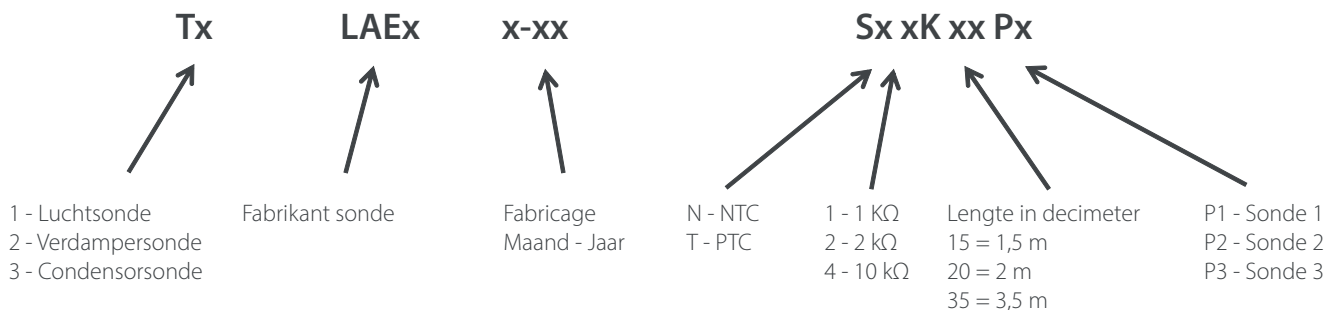 Tx LAEx x-xx Sx xK xx Px
1 - Luchtsonde
2 - Verdampersonde
3 - Condensorsonde
Fabrikant sonde
Fabricage
Maand - Jaar
N - NTC
T - PTC
1 - 1 KΩ
2 - 2 kΩ
4 - 10 kΩ
Lengte in decimeter
15 = 1,5 m
20 = 2 m
35 = 3,5 m
P1 - Sonde 1
P2 - Sonde 2
P3 - Sonde 3